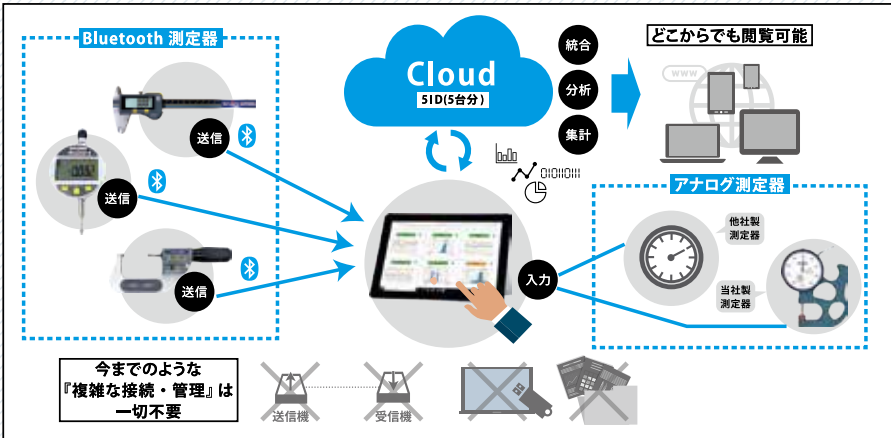 Bluetooth 測定器
送信
送信
送信
Cloud
5ID(5台分)
統合
分析
集計
どこからでも閲覧可能
www
01011011
入力
アナログ測定器
他社製
測定器
当社製
測定器
今までのような
『複雑な接続・管理』は
一切不要
送信機
受信機